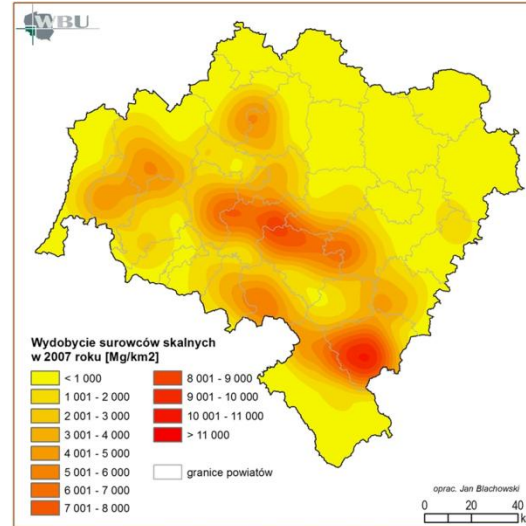 WBU
Wydobycie surowców skalnych
w 2007 roku [Mg/km2]
< 1 000
1 001 - 2 000
2 001 - 3 000
3 001 - 4 000
4 001 - 5 000
5 001 - 6 000
6 001 - 7 000
7 001 - 8 000
8 001 - 9 000
9 001 - 10 000
10 001 - 11 000
> 11 000
granice powiatów
oprac. Jan Blachowski
0 20 40
k